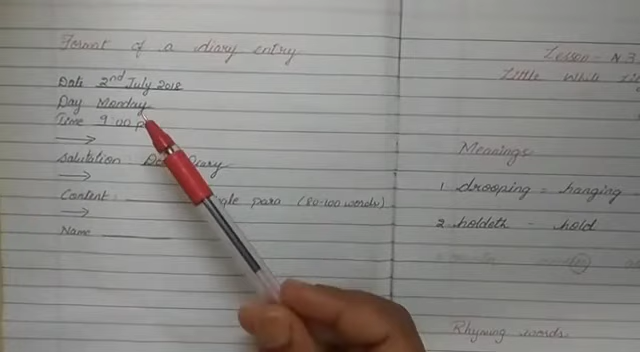 Format of a diary entry
Date 2nd July 2018
Day Monday
Time 9:00 p
Salutation Dear Diary
Content: para (80-100 words)
Name
Lesson - N 3
Little While
Meanings
1 drooping = hanging
2 holdeth - hold
Rhyming words